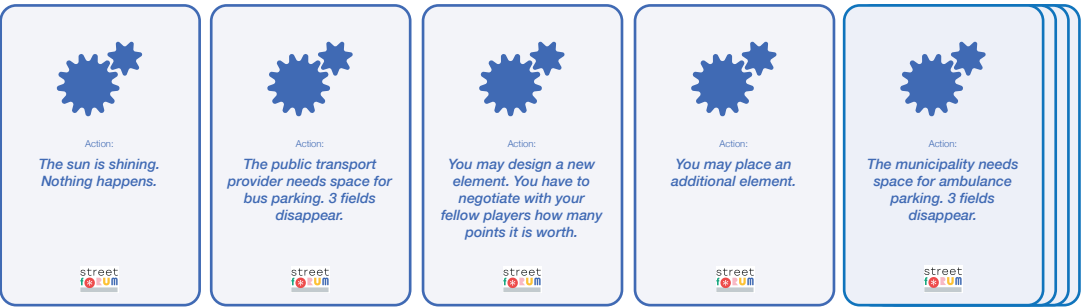 Action:
The sun is shining.
Nothing happens.
street
forum
Action:
The public transport
provider needs space for
bus parking. 3 fields
disappear.
street
forum
Action:
You may design a new
element. You have to
negotiate with your
fellow players how many
points it is worth.
street
forum
Action:
You may place an
additional element.
street
forum
Action:
The municipality needs
space for ambulance
parking. 3 fields
disappear.
street
forum